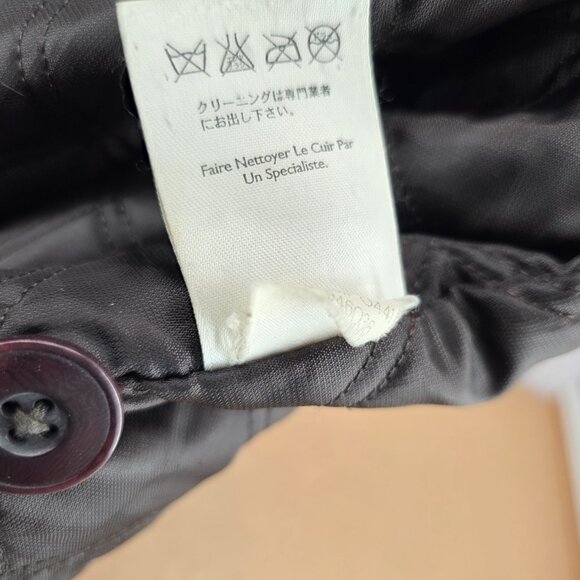 クリーニングは専門業者
にお出し下さい。
Faire Nettoyer Le Cuir Par
Un Specialiste.